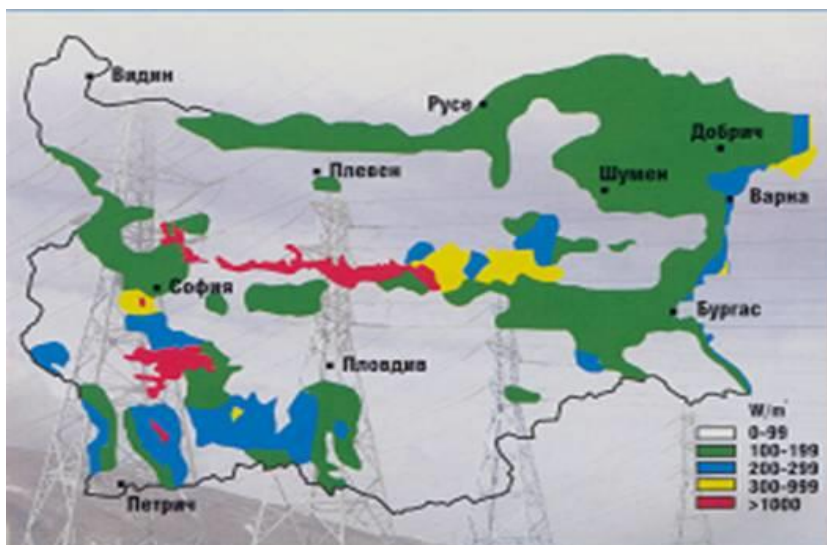 Видин
Русе
Добрич
Плевен
Шумен
Варна
София
Бургас
Пловдив
Петрич
W/m
0-99
100-199
200-299
300-999
>1000